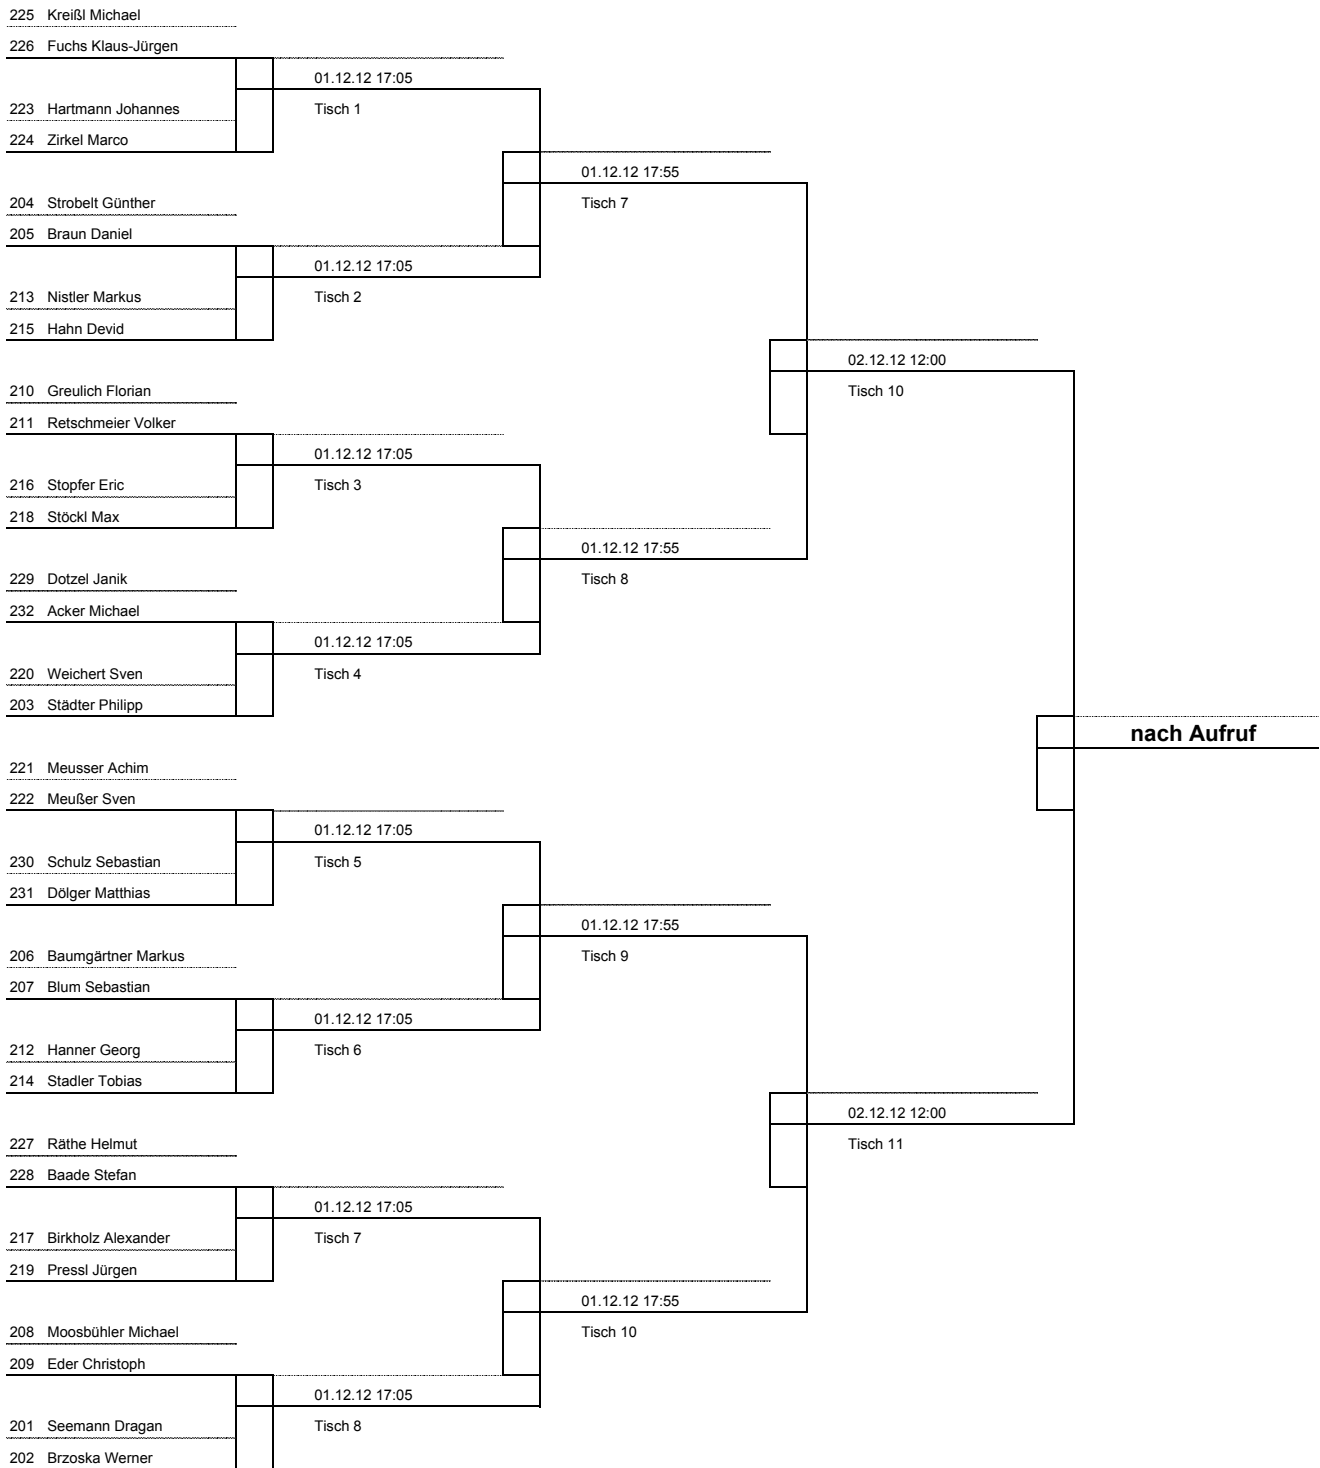 225 Kreißl Michael
226 Fuchs Klaus-Jürgen
01.12.12 17:05
223 Hartmann Johannes
Tisch 1
224 Zirkel Marco
01.12.12 17:55
204 Strobelt Günther
Tisch 7
205 Braun Daniel
01.12.12 17:05
213 Nistler Markus
Tisch 2
215 Hahn Devid
02.12.12 12:00
210 Greulich Florian
Tisch 10
211 Retschmeier Volker
01.12.12 17:05
216 Stopfer Eric
Tisch 3
218 Stöckl Max
01.12.12 17:55
229 Dotzel Janik
Tisch 8
232 Acker Michael
01.12.12 17:05
220 Weichert Sven
Tisch 4
203 Städter Philipp
nach Aufruf
221 Meusser Achim
222 Meußer Sven
01.12.12 17:05
230 Schulz Sebastian
Tisch 5
231 Dölger Matthias
01.12.12 17:55
206 Baumgärtner Markus
Tisch 9
207 Blum Sebastian
01.12.12 17:05
212 Hanner Georg
Tisch 6
214 Stadler Tobias
02.12.12 12:00
227 Räthe Helmut
Tisch 11
228 Baade Stefan
01.12.12 17:05
217 Birkholz Alexander
Tisch 7
219 Pressl Jürgen
01.12.12 17:55
208 Moosbühler Michael
Tisch 10
209 Eder Christoph
01.12.12 17:05
201 Seemann Dragan
Tisch 8
202 Brzoska Werner